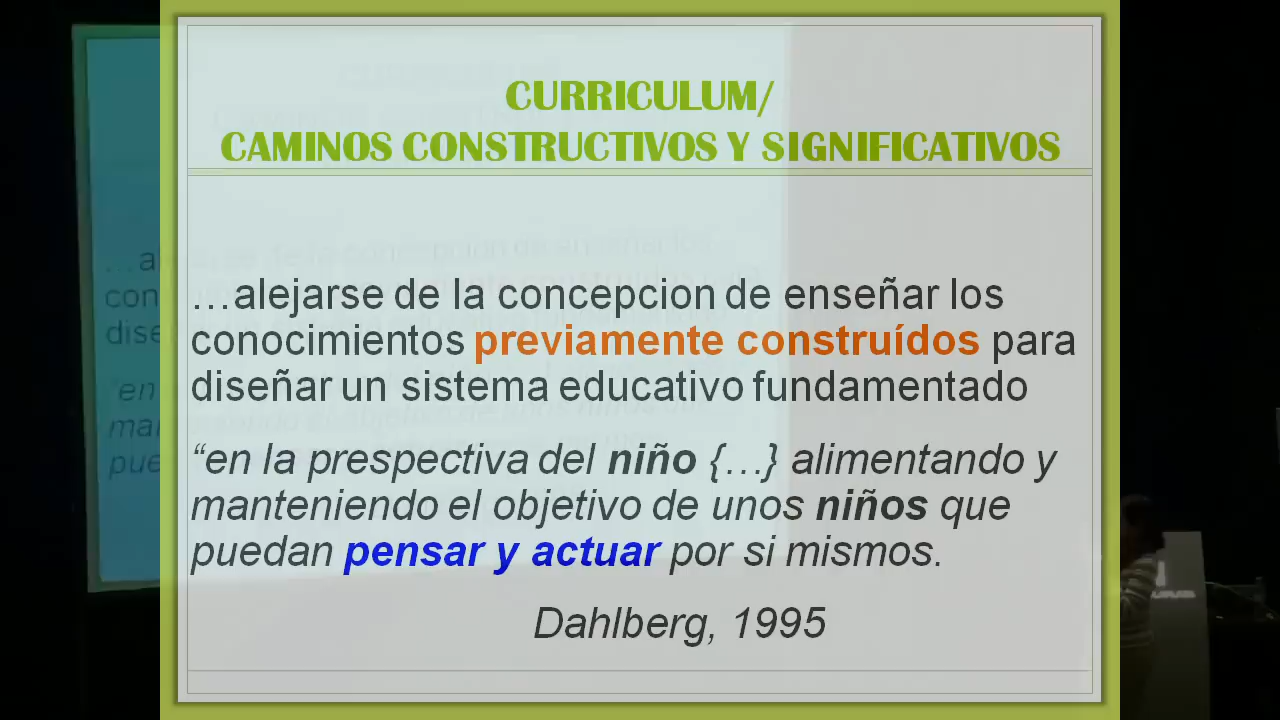 CURRICULUM/
CAMINOS CONSTRUCTIVOS Y SIGNIFICATIVOS
…alejarse de la concepcion de enseñar los
conocimientos previamente construídos para
diseñar un sistema educativo fundamentado
“en la prespectiva del niño {…} alimentando y
manteniendo el objetivo de unos niños que
puedan pensar y actuar por si mismos.
Dahlberg, 1995